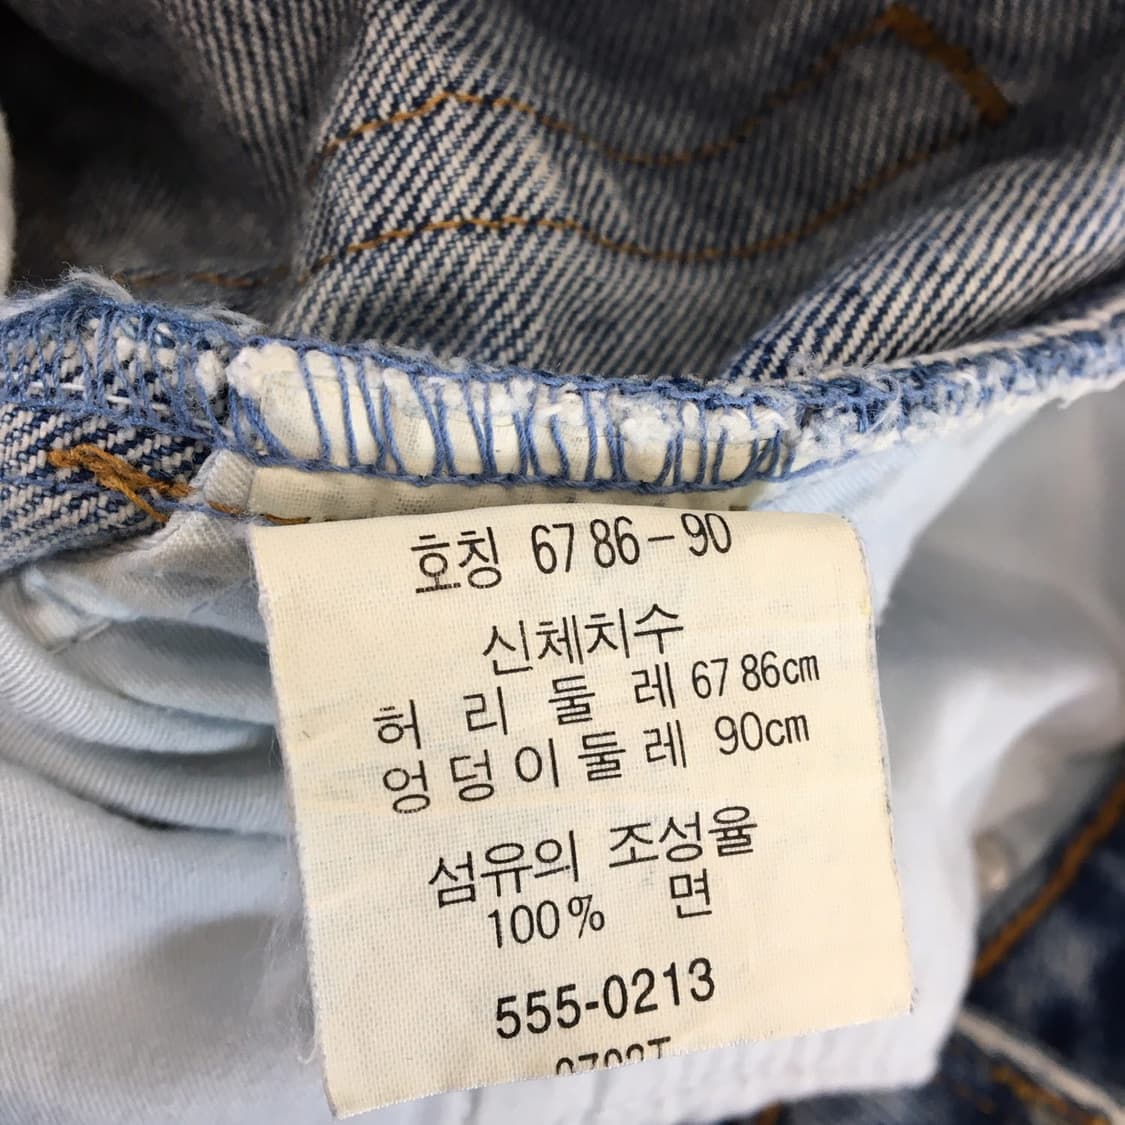 호칭 67 86-90
신체치수
허 리 둘 레 67 86cm
엉 덩 이 둘 레 90cm
섬유의 조성율
100% 면
555-0213